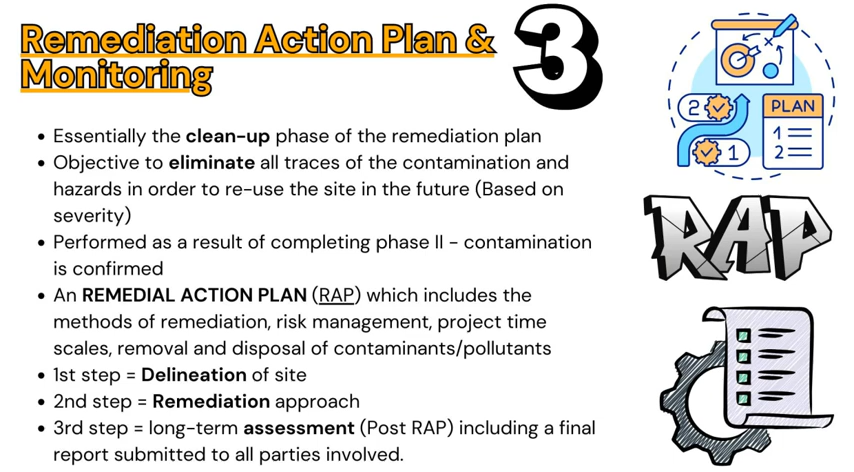 Remediation Action Plan &
Monitoring
3
• Essentially the clean-up phase of the remediation plan
• Objective to eliminate all traces of the contamination and
hazards in order to re-use the site in the future (Based on
severity)
• Performed as a result of completing phase II - contamination
is confirmed
• An REMEDIAL ACTION PLAN (RAP) which includes the
methods of remediation, risk management, project time
scales, removal and disposal of contaminants/pollutants
• 1st step = Delineation of site
• 2nd step = Remediation approach
• 3rd step = long-term assessment (Post RAP) including a final
report submitted to all parties involved.
2
1
PLAN
1
2
RAP